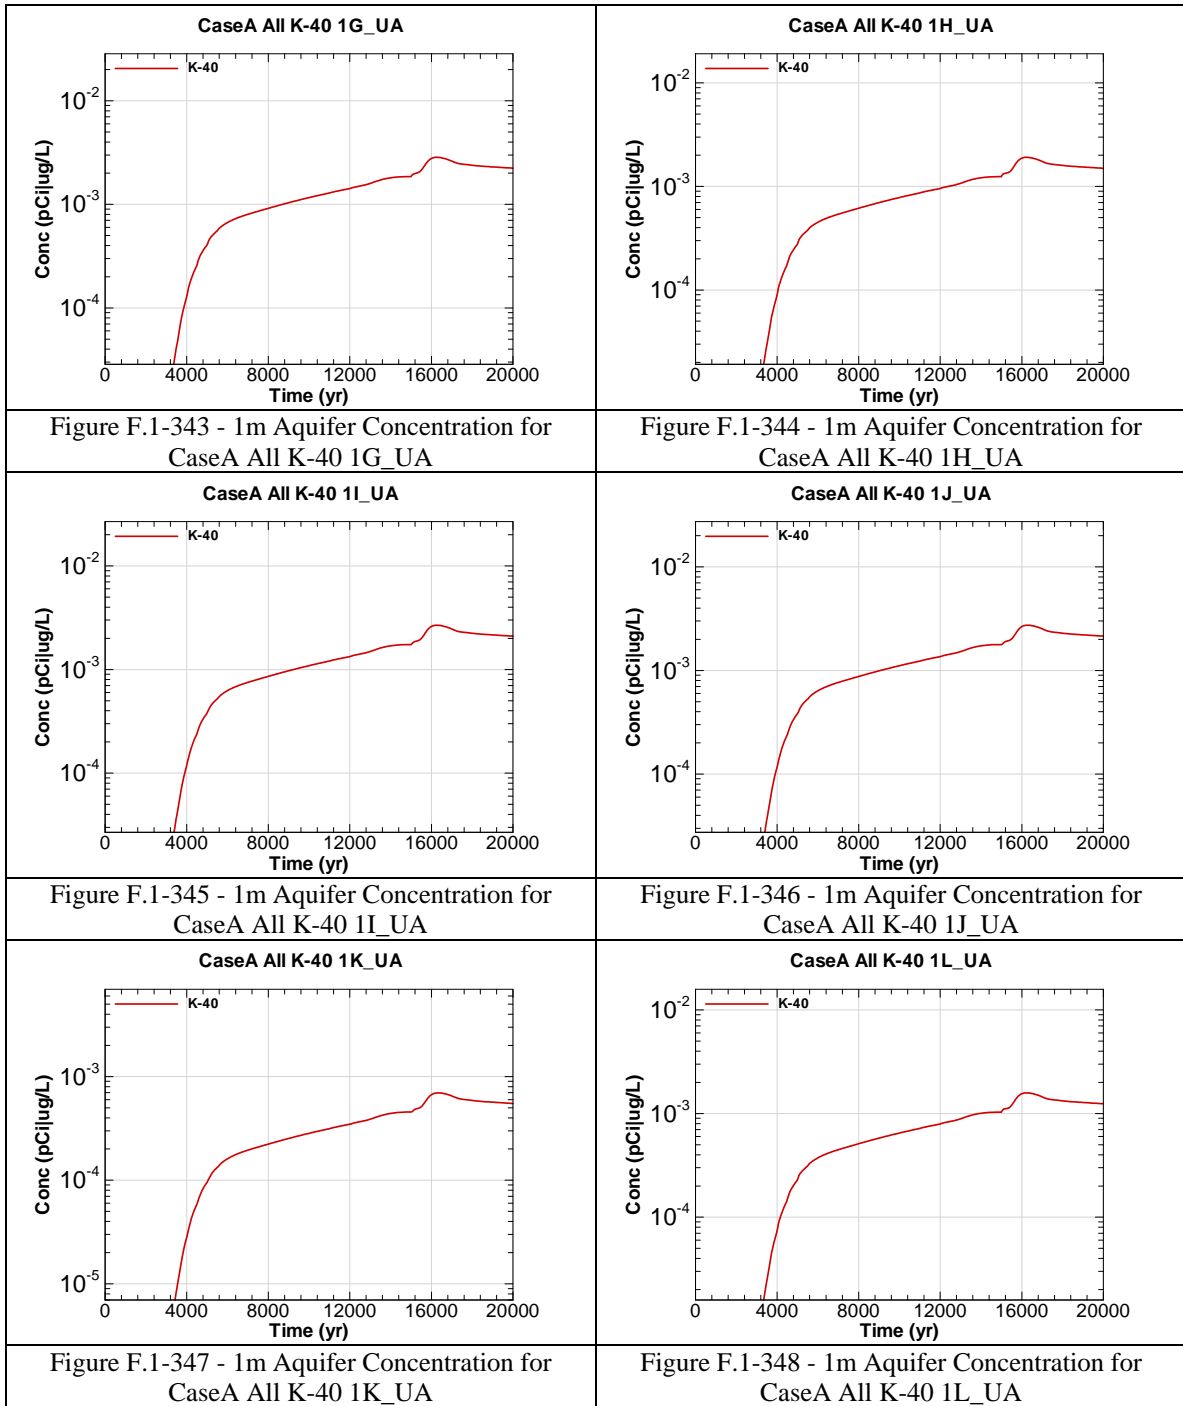 CaseA All K-40 1G_UA
K-40
10-2
10-3
10-4
Conc (pCi|ug/L)
0 4000 8000 12000 16000 20000
Time (yr)
Figure F.1-343 - 1m Aquifer Concentration for
CaseA All K-40 1G_UA
CaseA All K-40 1H_UA
K-40
10-2
10-3
10-4
Conc (pCi|ug/L)
0 4000 8000 12000 16000 20000
Time (yr)
Figure F.1-344 - 1m Aquifer Concentration for
CaseA All K-40 1H_UA
CaseA All K-40 1I_UA
K-40
10-2
10-3
10-4
Conc (pCi|ug/L)
0 4000 8000 12000 16000 20000
Time (yr)
Figure F.1-345 - 1m Aquifer Concentration for
CaseA All K-40 1I_UA
CaseA All K-40 1J_UA
K-40
10-2
10-3
10-4
Conc (pCi|ug/L)
0 4000 8000 12000 16000 20000
Time (yr)
Figure F.1-346 - 1m Aquifer Concentration for
CaseA All K-40 1J_UA
CaseA All K-40 1K_UA
K-40
10-3
10-4
10-5
Conc (pCi|ug/L)
0 4000 8000 12000 16000 20000
Time (yr)
Figure F.1-347 - 1m Aquifer Concentration for
CaseA All K-40 1K_UA
CaseA All K-40 1L_UA
K-40
10-2
10-3
10-4
Conc (pCi|ug/L)
0 4000 8000 12000 16000 20000
Time (yr)
Figure F.1-348 - 1m Aquifer Concentration for
CaseA All K-40 1L_UA